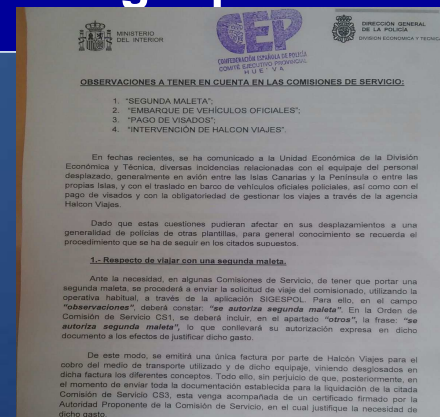 MINISTERIO
DEL INTERIOR
CEP
CONFEDERACIÓN ESPAÑOLA DE POLICÍA
COMITÉ EJECUTIVO PROVINCIAL
HUELVA
DIRECCIÓN GENERAL
DE LA POLICÍA
DIVISION ECONOMICA Y TECNICA
OBSERVACIONES A TENER EN CUENTA EN LAS COMISIONES DE SERVICIO:
1. "SEGUNDA MALETA";
2. "EMBARQUE DE VEHÍCULOS OFICIALES";
3. "PAGO DE VISADOS";
4. "INTERVENCIÓN DE HALCON VIAJES".
En fechas recientes, se ha comunicado a la Unidad Económica de la División
Económica y Técnica, diversas incidencias relacionadas con el equipaje del personal
desplazado, generalmente en avión entre las Islas Canarias y la Península o entre las
propias Islas, y con el traslado en barco de vehículos oficiales policiales, así como con el
pago de visados y con la obligatoriedad de gestionar los viajes a través de la agencia
Halcon Viajes.
Dado que estas cuestiones pudieran afectar en sus desplazamientos a una
generalidad de policías de otras plantillas, para general conocimiento se recuerda el
procedimiento que se ha de seguir en los citados supuestos.
1.- Respecto de viajar con una segunda maleta.
Ante la necesidad, en algunas Comisiones de Servicio, de tener que portar una
segunda maleta, se procederá a enviar la solicitud de viaje del comisionado, utilizando la
operativa habitual, a través de la aplicación SIGESPOL. Para ello, en el campo
"observaciones", deberá constar: "se autoriza segunda maleta". En la Orden de
Comisión de Servicio CS1, se deberá incluir, en el apartado "otros", la frase: "se
autoriza segunda maleta", lo que conllevará su autorización expresa en dicho
documento a los efectos de justificar dicho gasto.
De este modo, se emitirá una única factura por parte de Halcón Viajes para el
cobro del medio de transporte utilizado y de dicho equipaje, viniendo desglosados en
dicha factura los diferentes conceptos. Todo ello, sin perjuicio de que, posteriormente, en
el momento de enviar toda la documentación establecida para la liquidación de la citada
Comisión de Servicio CS3, esta venga acompañada de un certificado firmado por la
Autoridad Proponente de la Comisión de Servicio, en el cual justifique la necesidad de
dicho gasto.